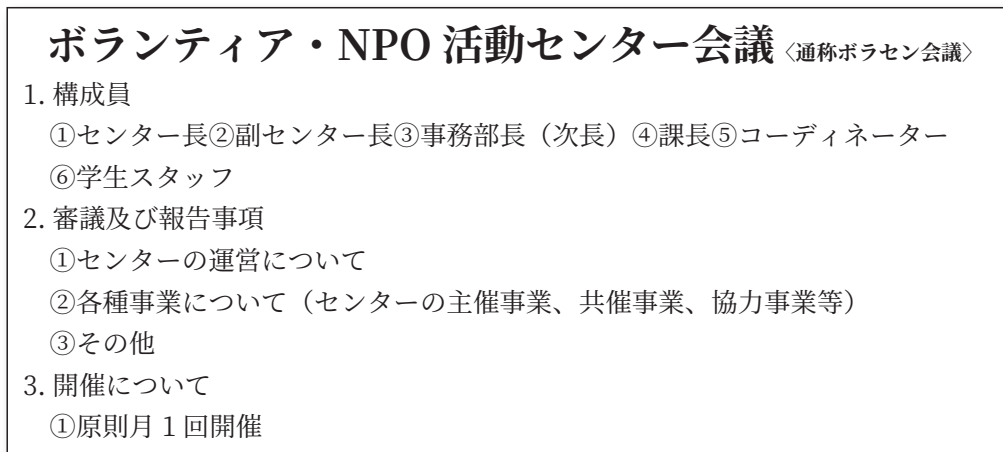 ボランティア・NPO 活動センター会議〈通称ボラセン会議〉
1. 構成員
①センター長②副センター長③事務部長（次長）④課長⑤コーディネーター
⑥学生スタッフ
2. 審議及び報告事項
①センターの運営について
②各種事業について（センターの主催事業、共催事業、協力事業等）
③その他
3. 開催について
①原則月 1 回開催